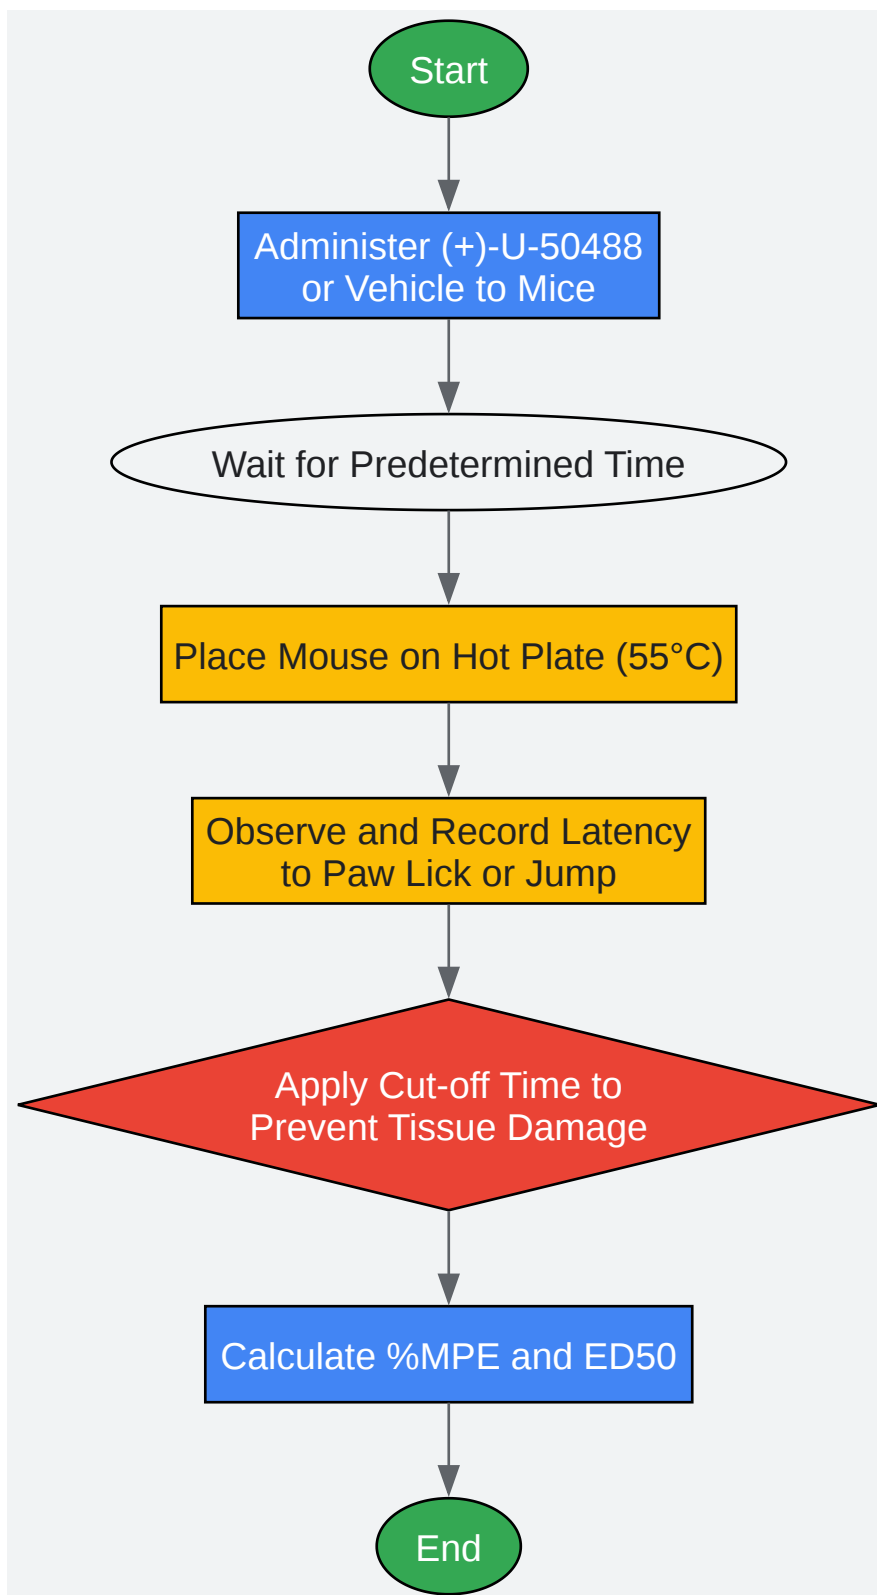 Start
Administer (+)-U-50488
or Vehicle to Mice
Wait for Predetermined Time
Place Mouse on Hot Plate (55°C)
Observe and Record Latency
to Paw Lick or Jump
Apply Cut-off Time to
Prevent Tissue Damage
Calculate %MPE and ED50
End